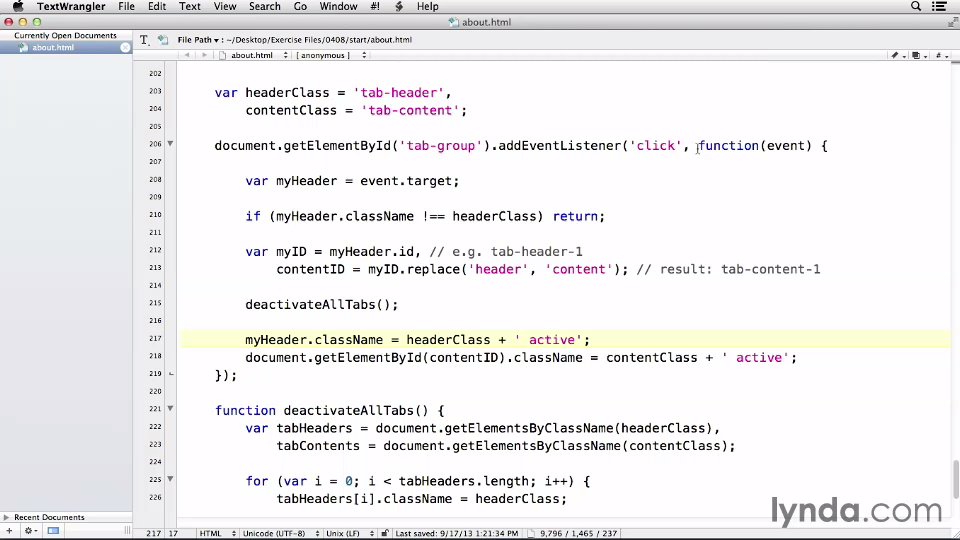 TextWrangler File Edit Text View Search Go Window #! Help
about.html
Currently Open Documents
about.html
File Path ▾ : ~/Desktop/Exercise Files/0408/start/about.html
about.html [ anonymous ]
202
203 var headerClass = 'tab-header',
204 contentClass = 'tab-content';
205
206 document.getElementById('tab-group').addEventListener('click', function(event) {
207
208 var myHeader = event.target;
209
210 if (myHeader.className !== headerClass) return;
211
212 var myID = myHeader.id, // e.g. tab-header-1
213 contentID = myID.replace('header', 'content'); // result: tab-content-1
214
215 deactivateAllTabs();
216
217 myHeader.className = headerClass + ' active';
218 document.getElementById(contentID).className = contentClass + ' active';
219 });
220
221 function deactivateAllTabs() {
222 var tabHeaders = document.getElementsByClassName(headerClass),
223 tabContents = document.getElementsByClassName(contentClass);
224
225 for (var i = 0; i < tabHeaders.length; i++) {
226 tabHeaders[i].className = headerClass;
lynda.com
Recent Documents
217 17 HTML Unicode (UTF-8) Unix (LF) Last saved: 9/17/13 1:21:34 PM 9,796 / 1,465 / 237